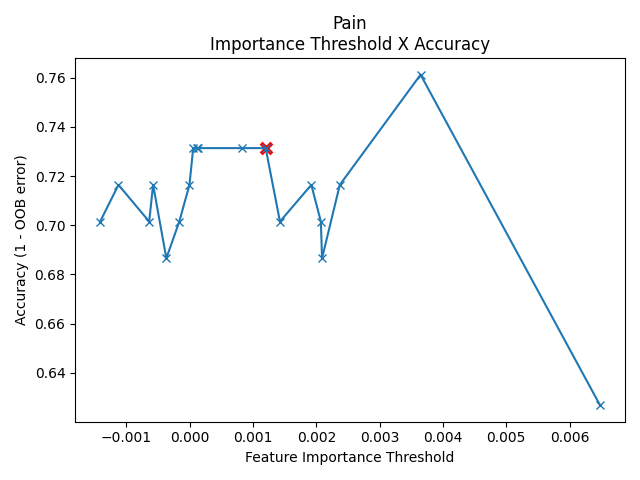 Pain
Importance Threshold X Accuracy
0.76
0.74
0.72
0.70
0.68
0.66
0.64
Accuracy (1 - OOB error)
−0.001 0.000 0.001 0.002 0.003 0.004 0.005 0.006
Feature Importance Threshold